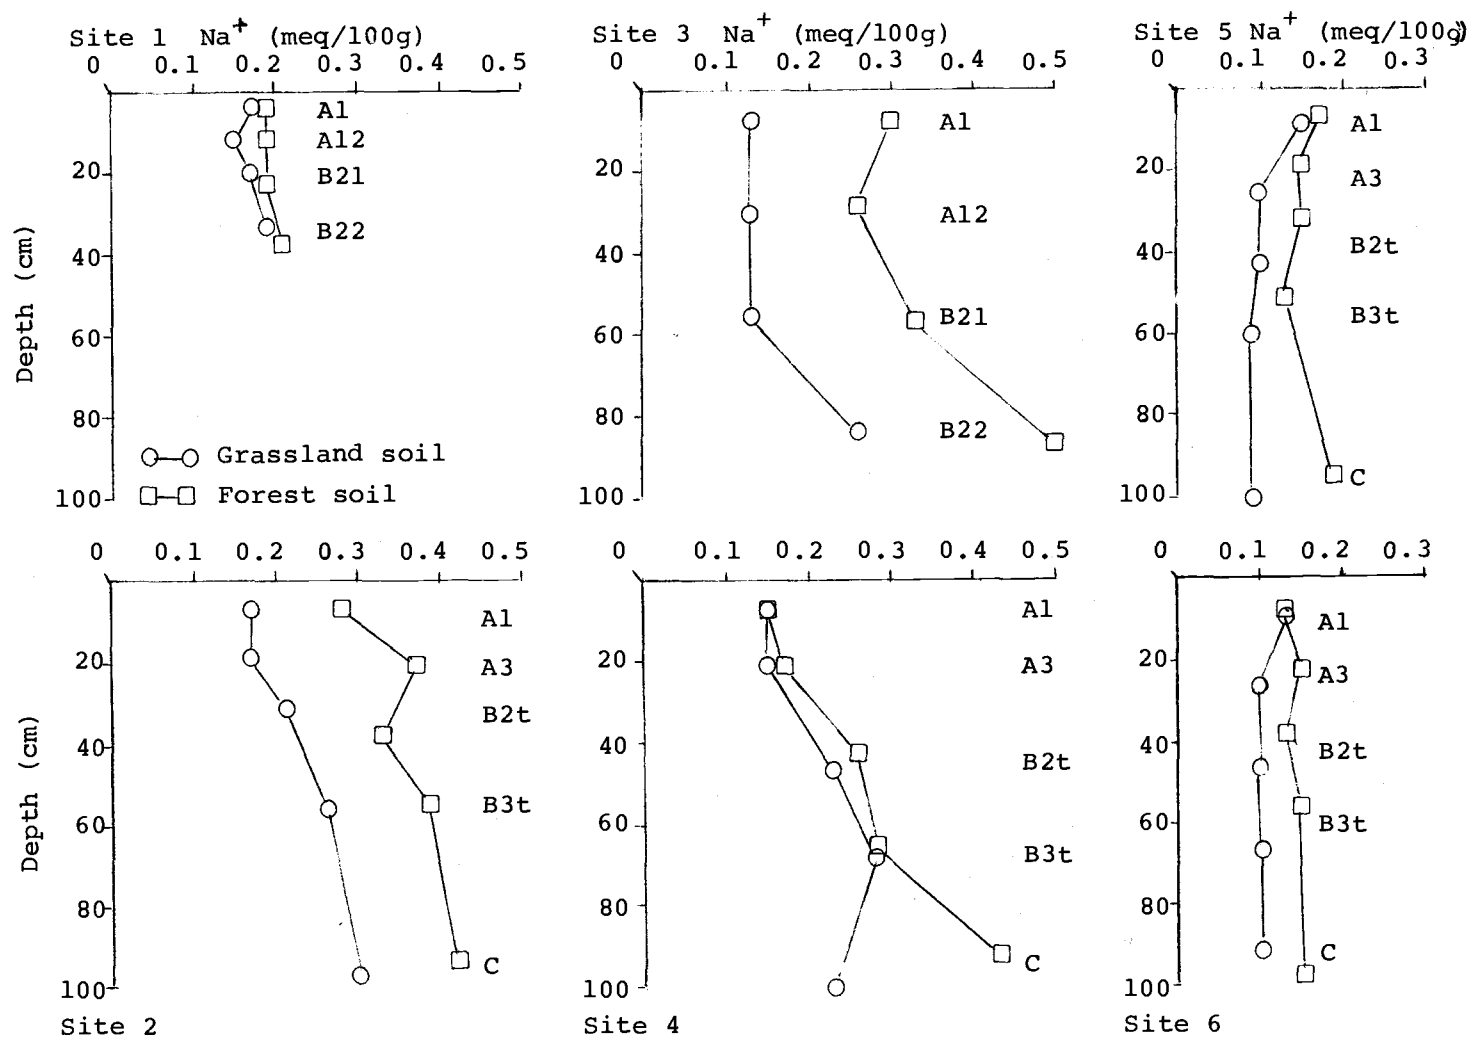 Site 1 Na+ (meq/100g)
0 0.1 0.2 0.3 0.4 0.5
A1
A12
20
B21
B22
40
60
80
100
Depth (cm)
Grassland soil
Forest soil
Site 3 Na+ (meq/100g)
0 0.1 0.2 0.3 0.4 0.5
A1
20
A12
40
B21
60
80
B22
100
Site 5 Na+ (meq/100g)
0 0.1 0.2 0.3
A1
20
A3
40
B2t
B3t
60
80
C
100
0 0.1 0.2 0.3 0.4 0.5
A1
20
A3
B2t
40
B3t
60
80
C
100
Depth (cm)
Site 2
0 0.1 0.2 0.3 0.4 0.5
A1
20
A3
40
B2t
60
B3t
80
C
100
Site 4
0 0.1 0.2 0.3
A1
20
A3
40
B2t
60
B3t
80
C
100
Site 6